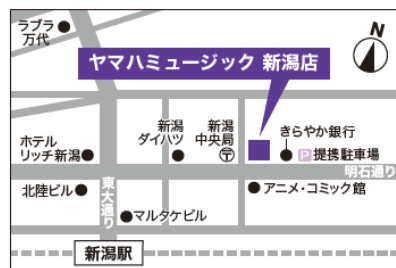 ラブラ
万代
N
ヤマハミュージック 新潟店
新潟
ダイハツ
新潟
中央局
〒
きらやか銀行
P 提携駐車場
ホテル
リッチ新潟
明石通り
北陸ビル
東大通り
マルタケビル
アニメ・コミック館
新潟駅